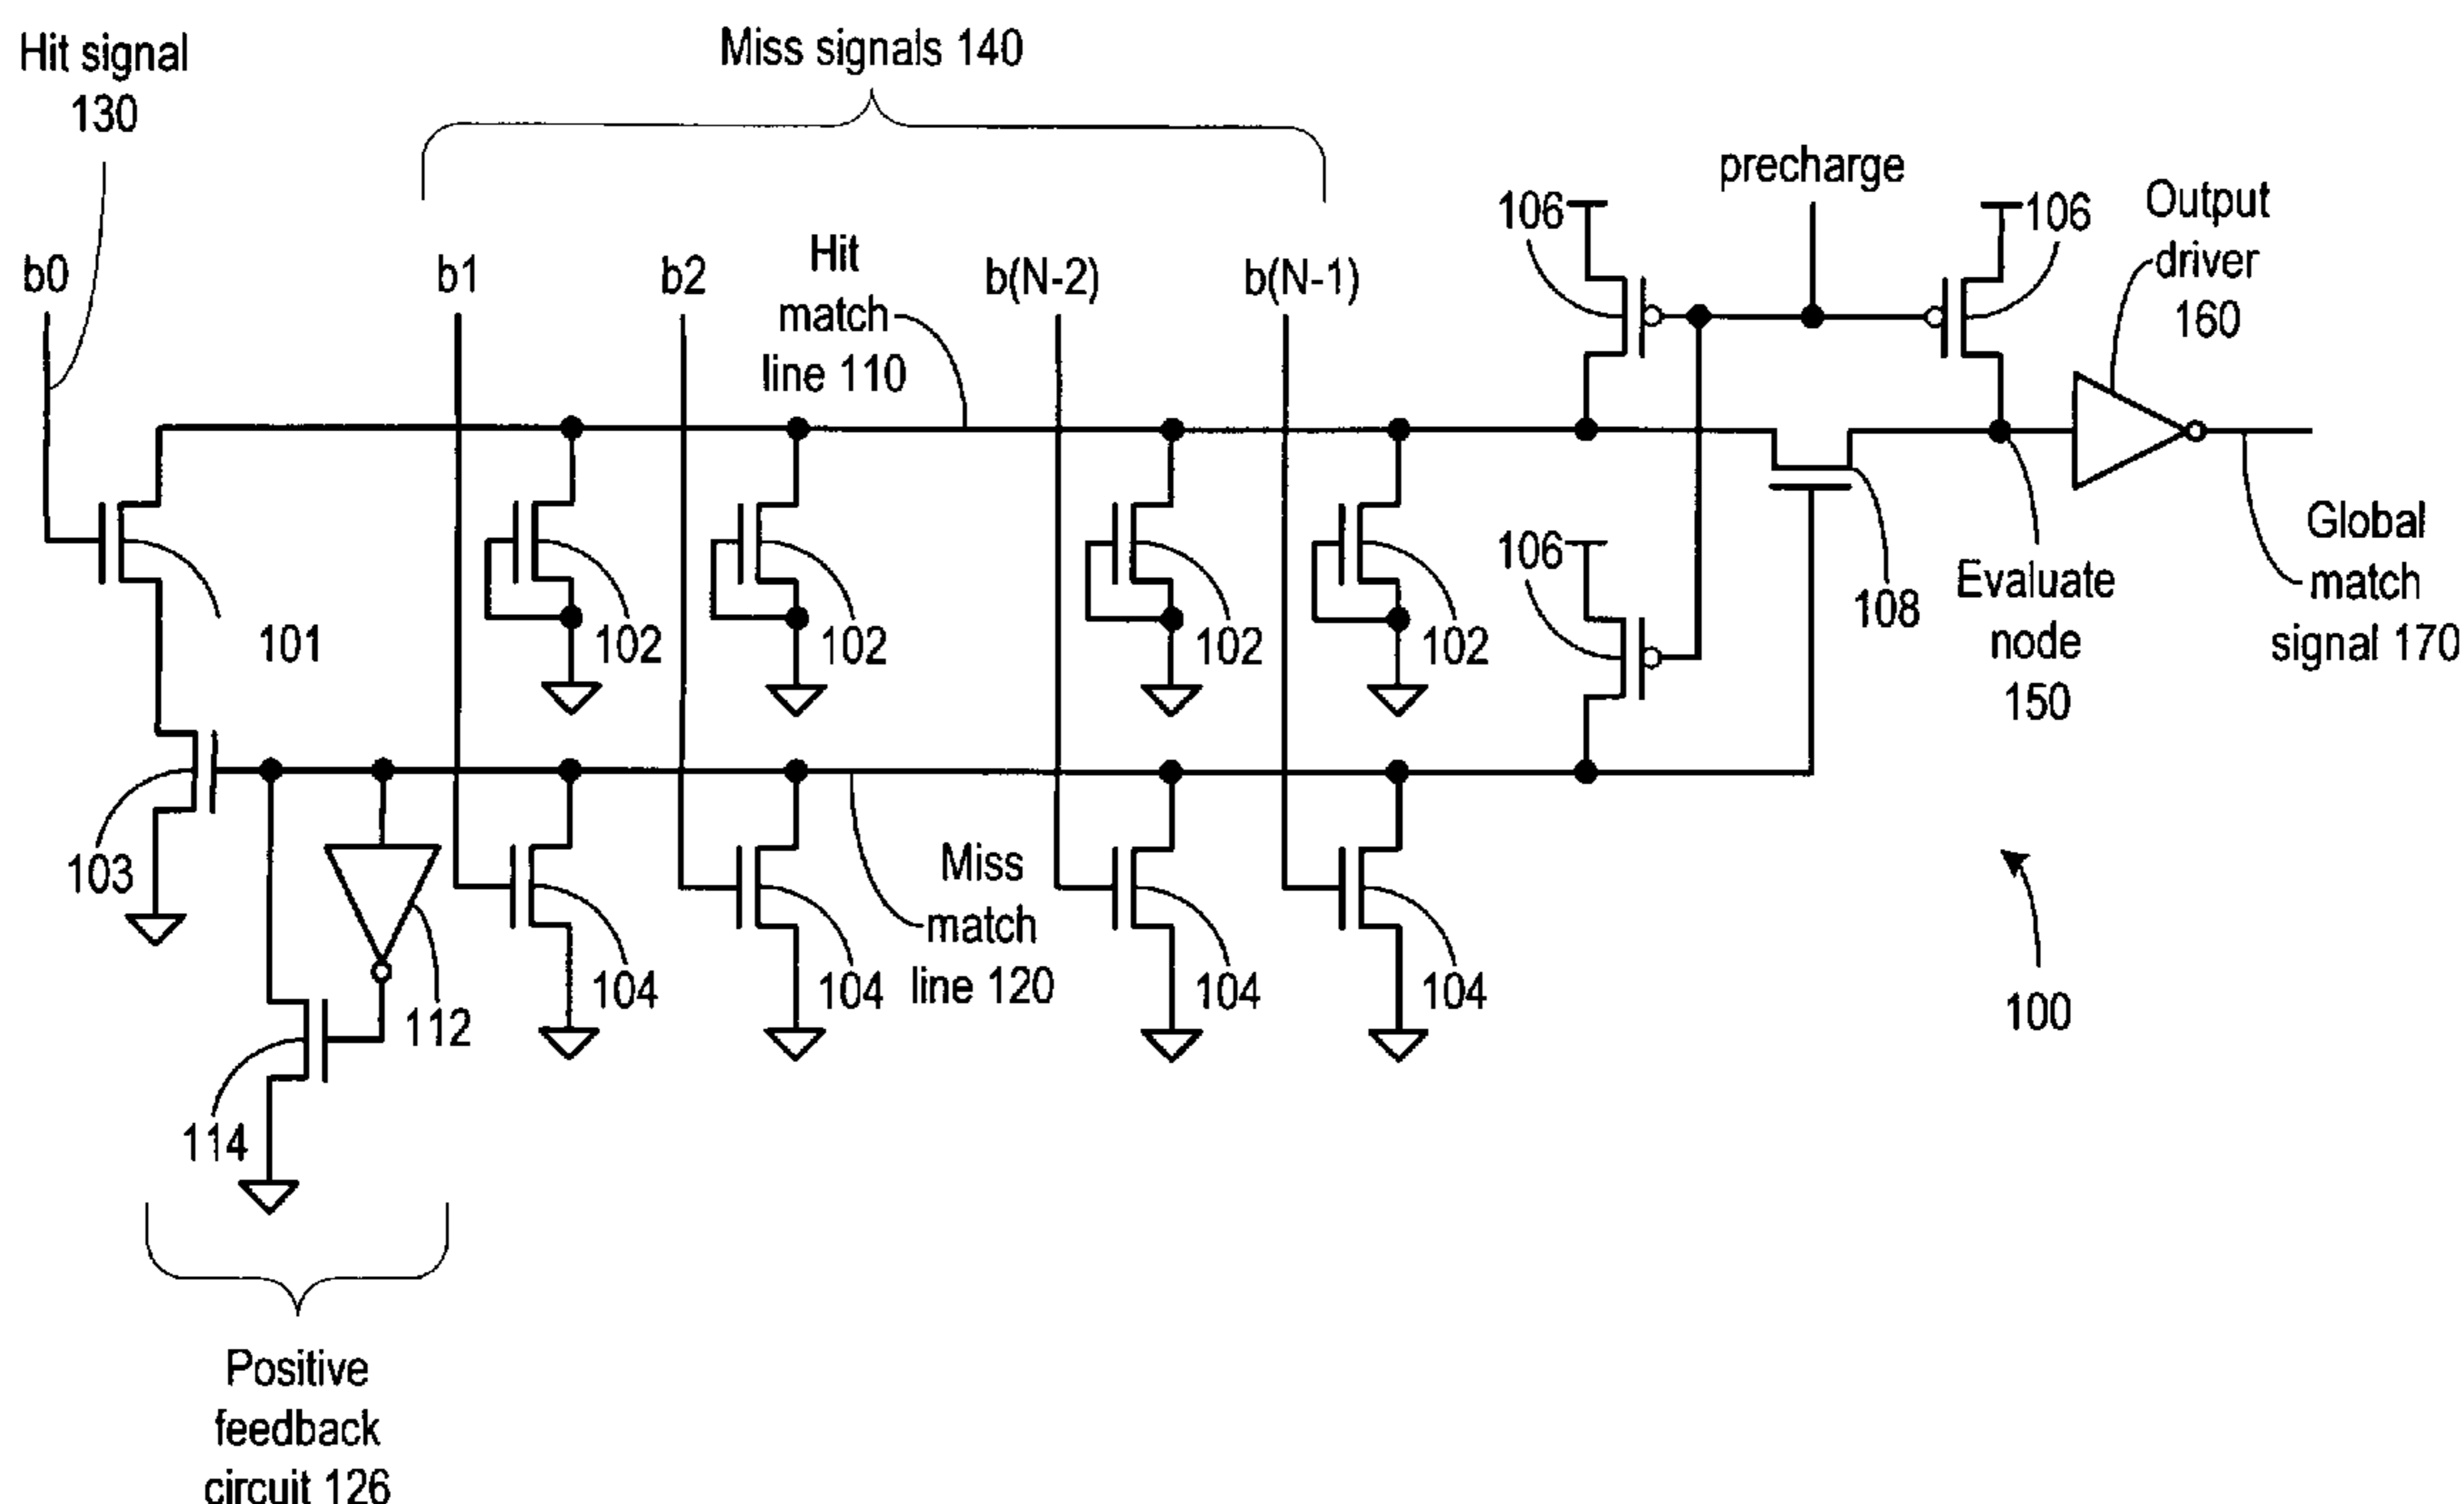 Hit signal
130
Miss signals 140
precharge
106
106
Output
driver
160
b0
b1
b2
Hit
match
line 110
b(N-2)
b(N-1)
101
102
102
102
102
106
108
Evaluate
node
150
Global
match
signal 170
103
112
104
104
Miss
match
line 120
104
104
100
114
Positive
feedback
circuit 126